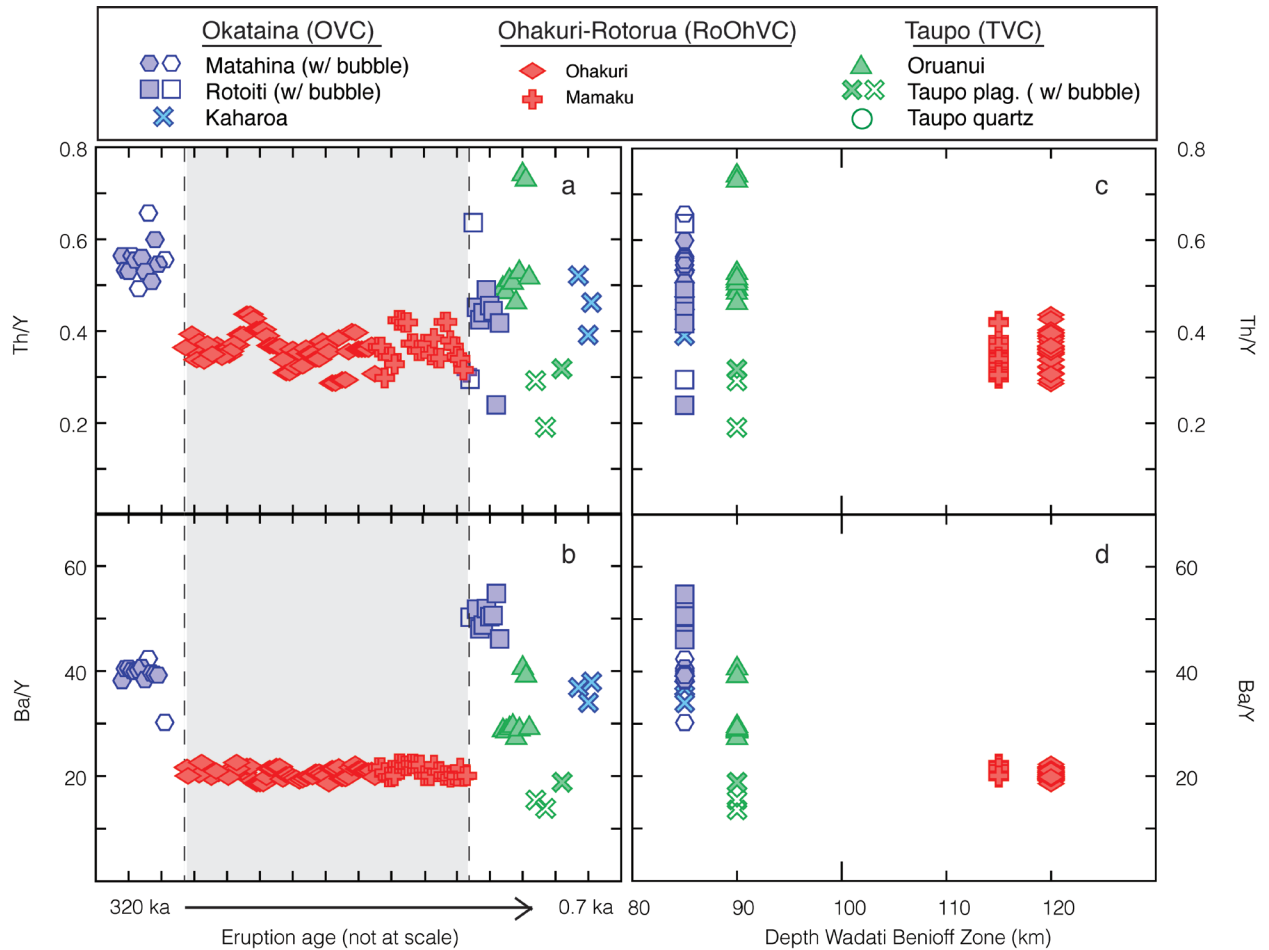 Okataina (OVC)
Ohakuri-Rotorua (RoOhVC)
Taupo (TVC)
Matahina (w/ bubble)
Rotoiti (w/ bubble)
Kaharoa
Ohakuri
Mamaku
Oruanui
Taupo plag. ( w/ bubble)
Taupo quartz
0.8
0.6
0.4
0.2
Th/Y
a
c
0.8
0.6
0.4
0.2
Th/Y
60
40
20
Ba/Y
b
d
60
40
20
Ba/Y
320 ka
0.7 ka
Eruption age (not at scale)
80
90
100
110
120
Depth Wadati Benioff Zone (km)